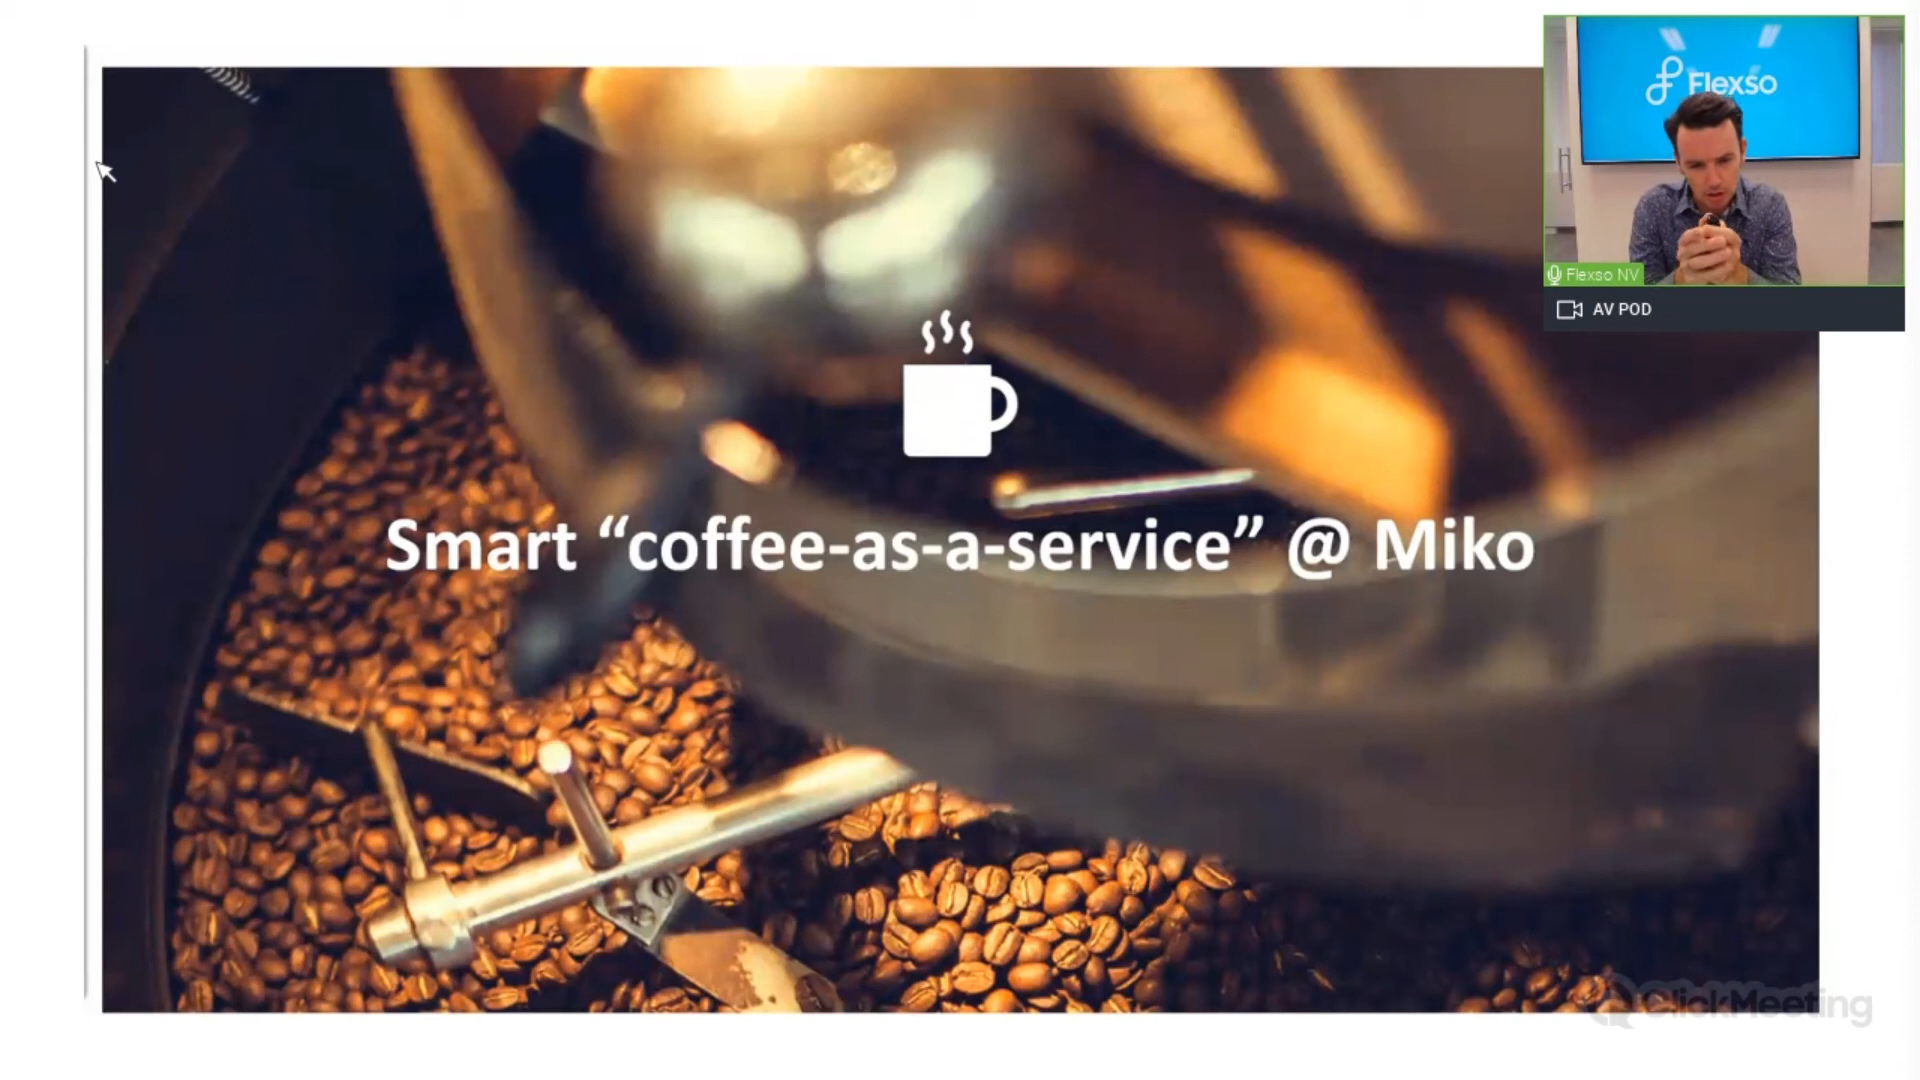 Flexso
Flexso NV
AV POD
Smart “coffee-as-a-service” @ Miko
ClickMeeting